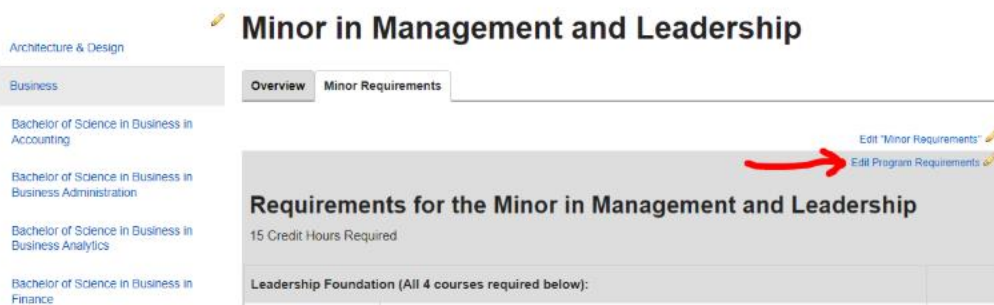 Minor in Management and Leadership
Architecture & Design
Business
Bachelor of Science in Business in
Accounting
Bachelor of Science in Business in
Business Administration
Bachelor of Science in Business in
Business Analytics
Bachelor of Science in Business in
Finance
Overview
Minor Requirements
Edit "Minor Requirements"
Edit Program Requirements
Requirements for the Minor in Management and Leadership
15 Credit Hours Required
Leadership Foundation (All 4 courses required below):